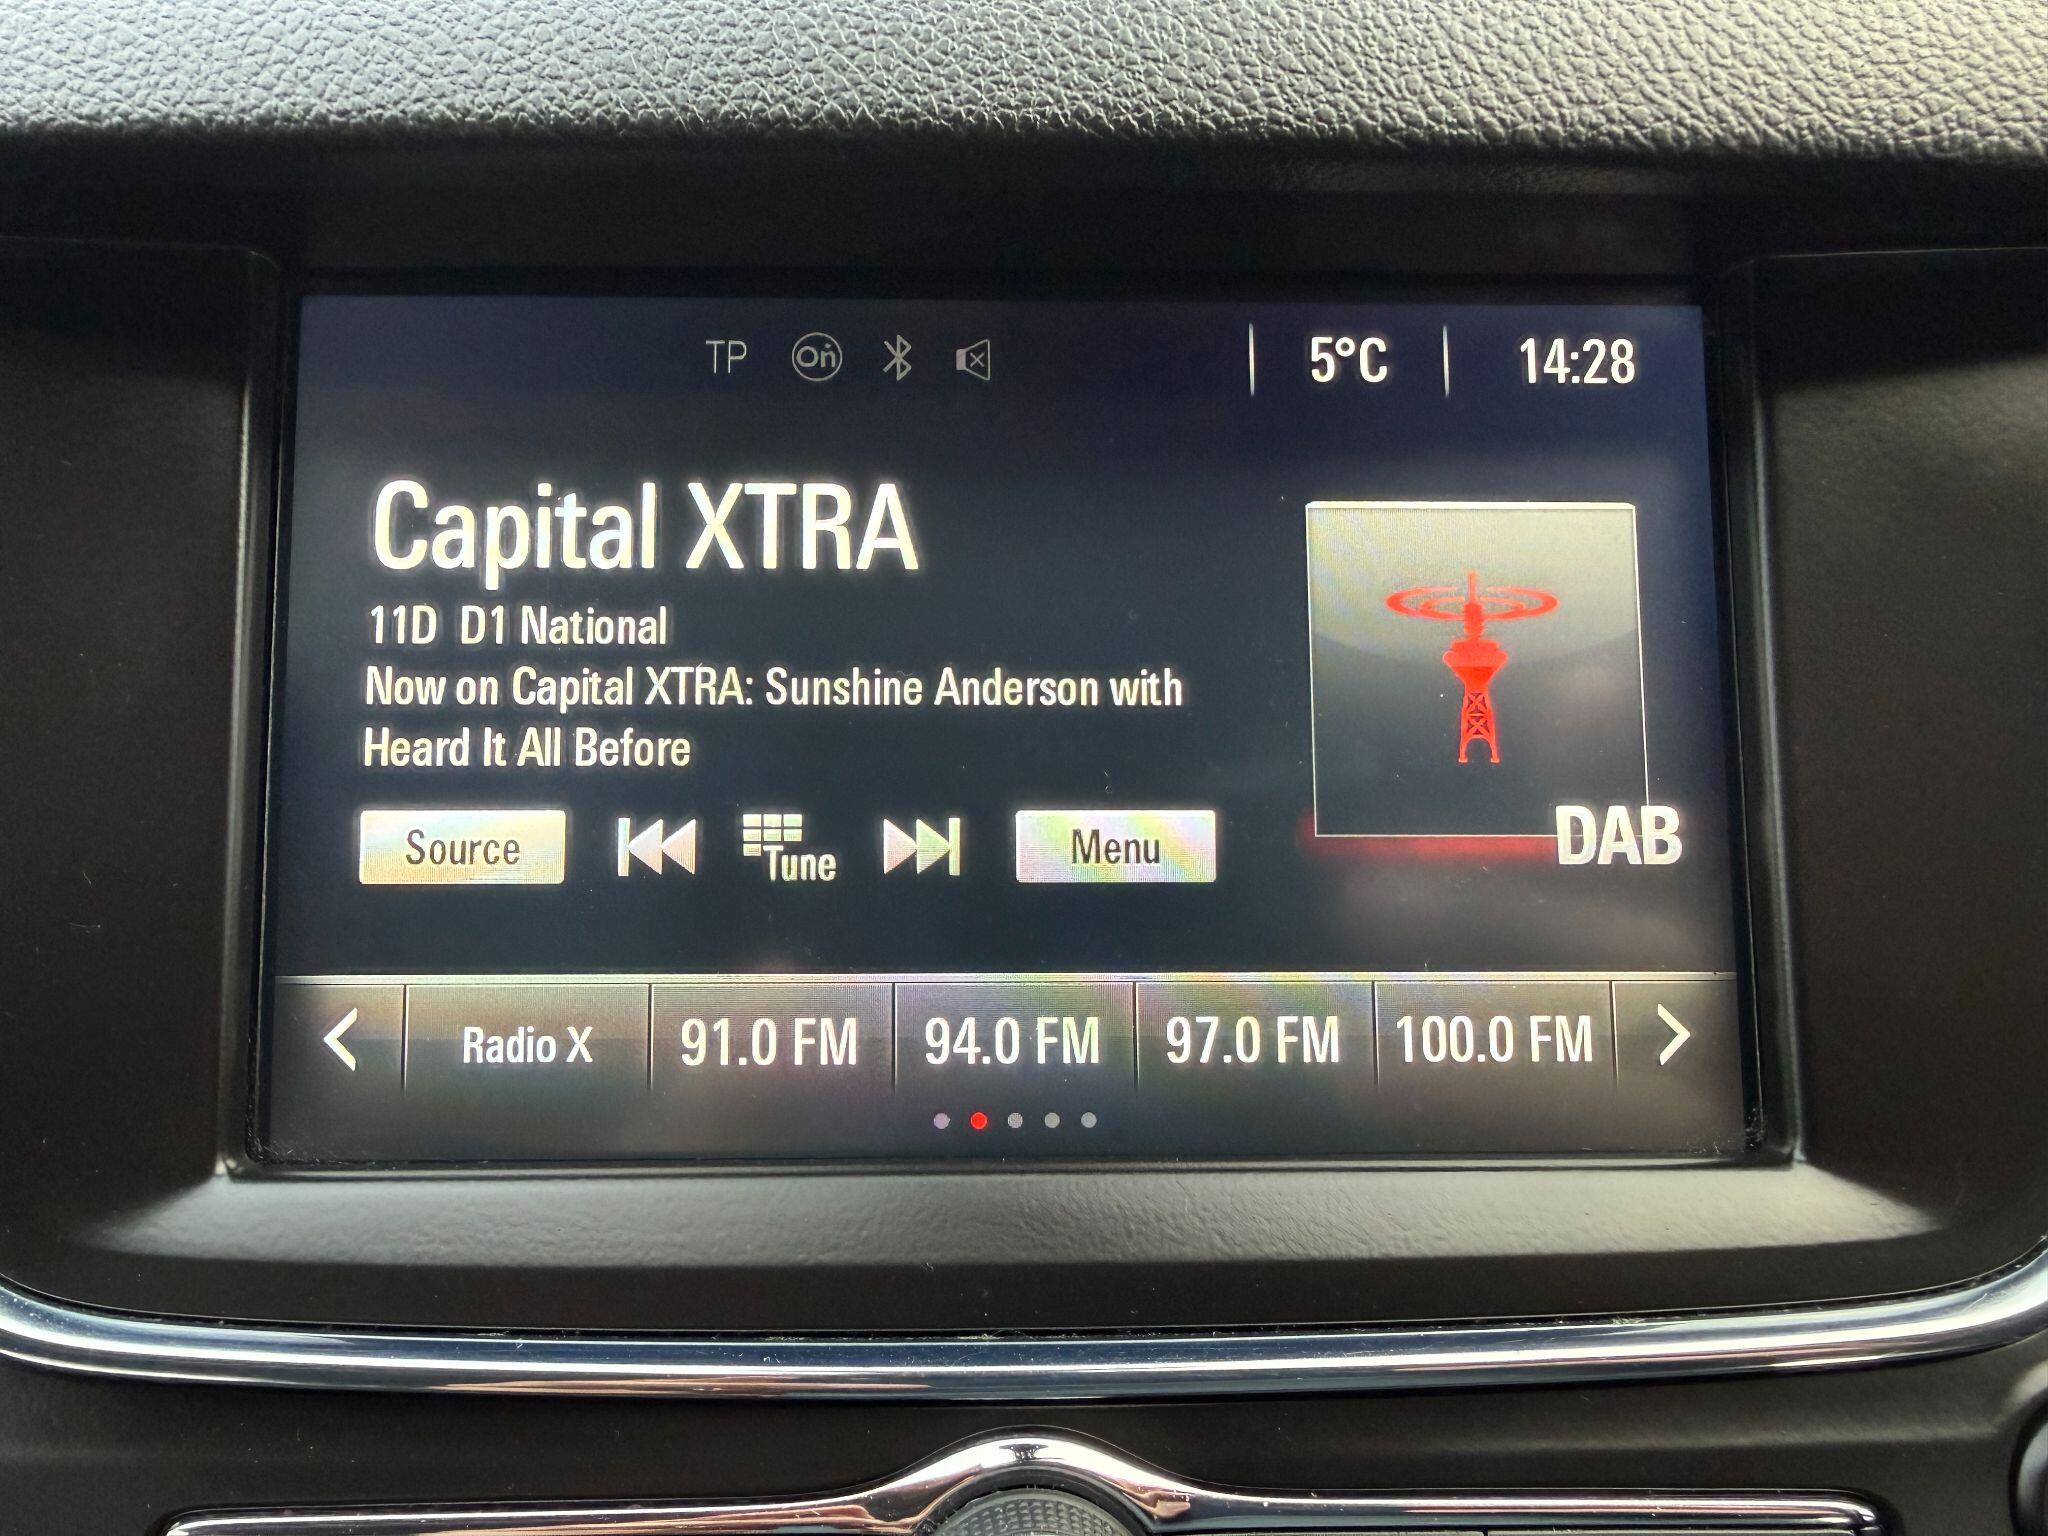 TP On 5°C 14:28
Capital XTRA
11D D1 National
Now on Capital XTRA: Sunshine Anderson with
Heard It All Before
Source Tune Menu
DAB
Radio X 91.0 FM 94.0 FM 97.0 FM 100.0 FM